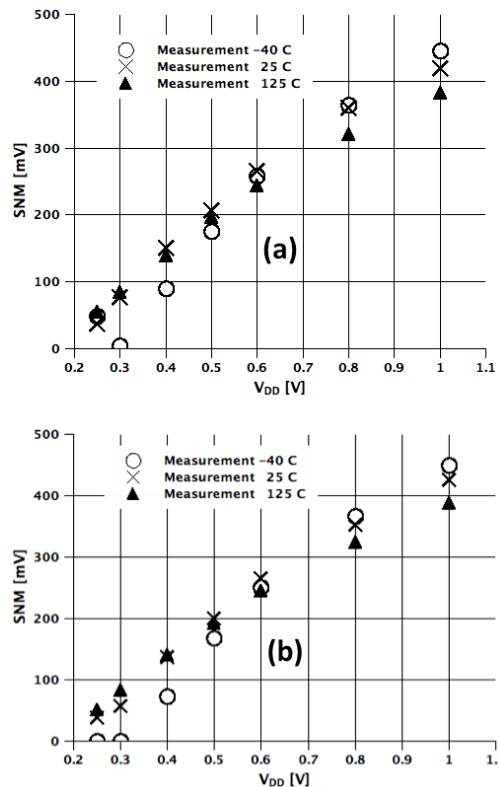 500
Measurement –40 C
Measurement 25 C
Measurement 125 C
400
300
SNM [mV]
200
(a)
100
0
0.2 0.3 0.4 0.5 0.6 0.7 0.8 0.9 1 1.1
VDD [V]
500
Measurement –40 C
Measurement 25 C
Measurement 125 C
400
300
SNM [mV]
200
(b)
100
0
0.2 0.3 0.4 0.5 0.6 0.7 0.8 0.9 1 1.
VDD [V]